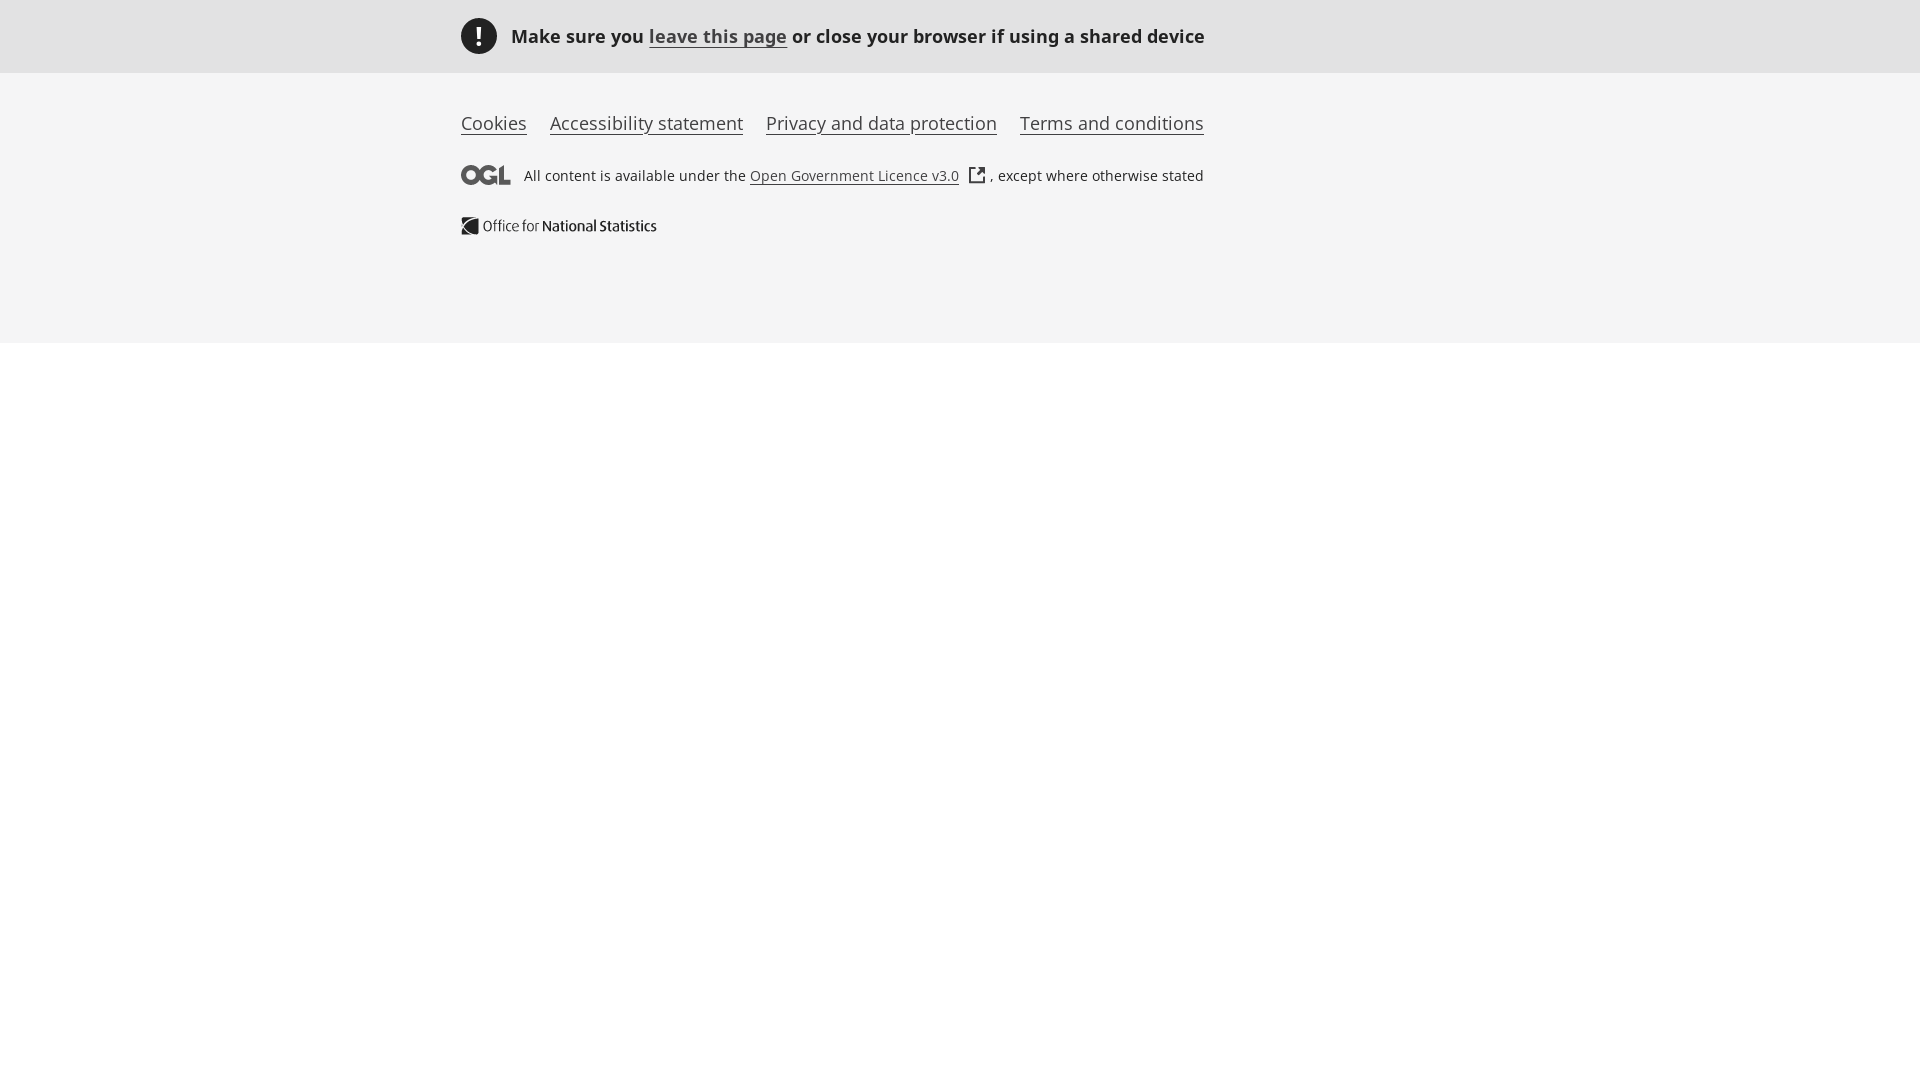 ! Make sure you leave this page or close your browser if using a shared device
Cookies Accessibility statement Privacy and data protection Terms and conditions
OGL All content is available under the Open Government Licence v3.0 , except where otherwise stated
Office for National Statistics